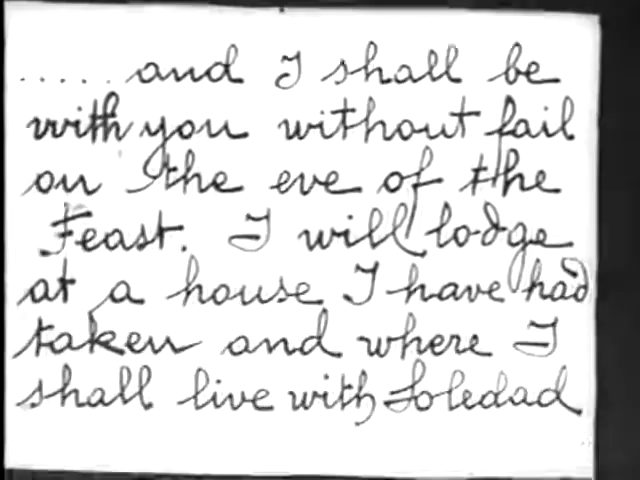 ..... and I shall be
with you without fail
on the eve of the
Feast. I will lodge
at a house I have had
taken and where I
shall live with Soledad